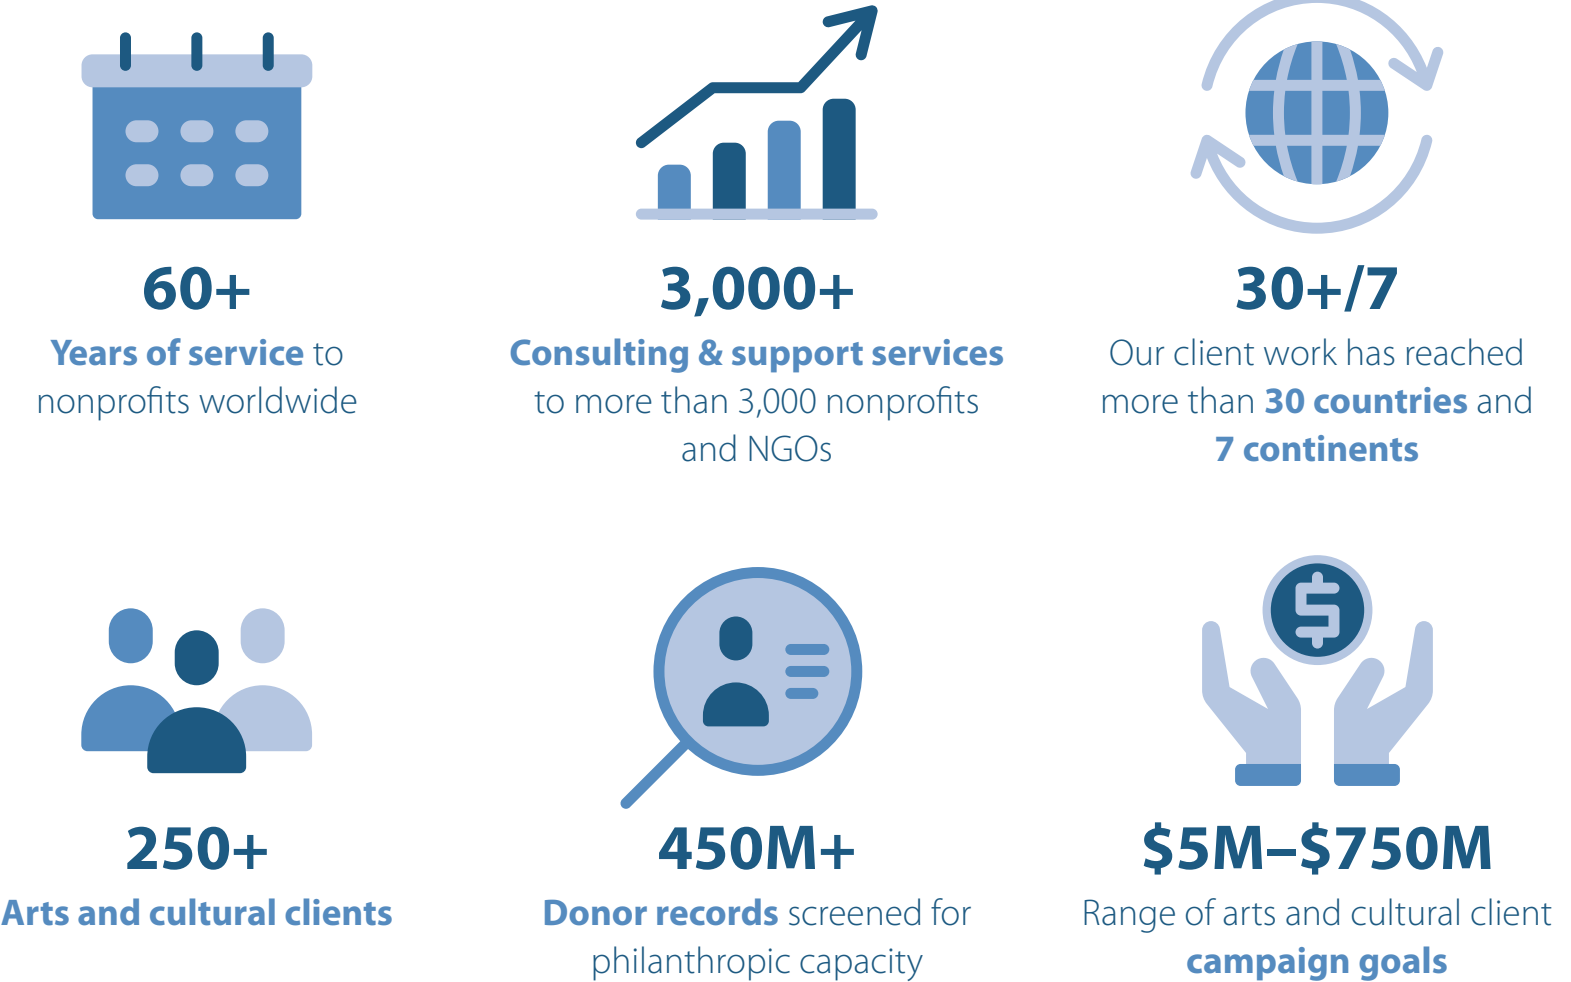 60+
Years of service to
nonprofits worldwide
3,000+
Consulting & support services
to more than 3,000 nonprofits
and NGOs
30+/7
Our client work has reached
more than 30 countries and
7 continents
250+
Arts and cultural clients
450M+
Donor records screened for
philanthropic capacity
$5M–$750M
Range of arts and cultural client
campaign goals